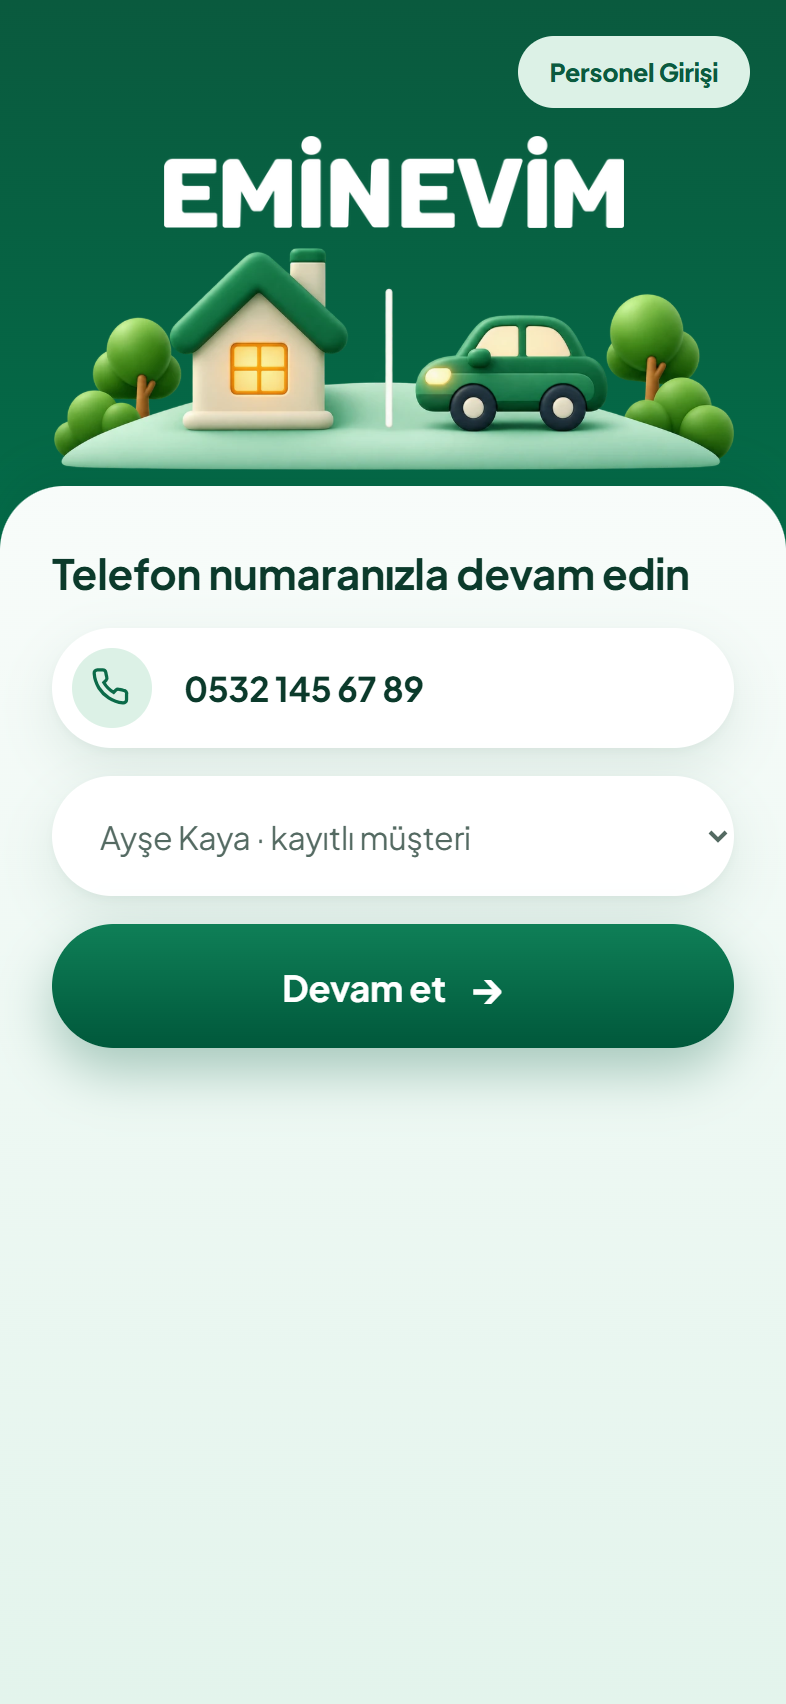 Personel Girişi
EMİNEVİM
Telefon numaranızla devam edin
0532 145 67 89
Ayşe Kaya · kayıtlı müşteri
Devam et →